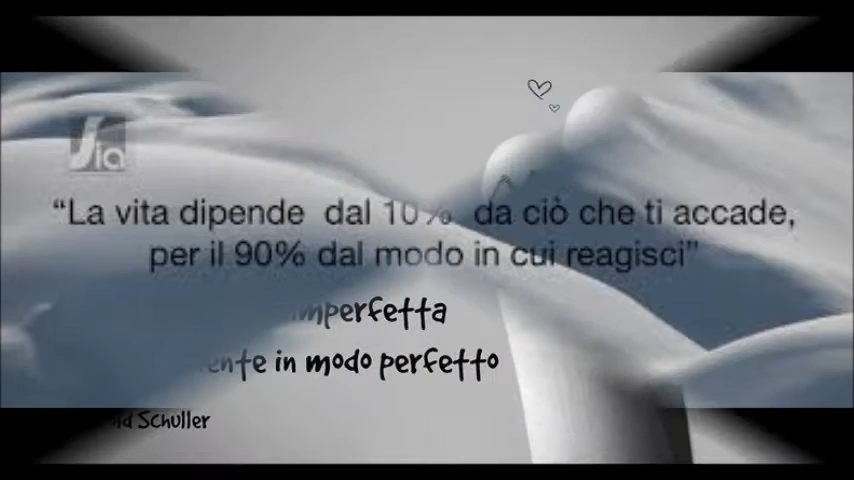 Sia
“La vita dipende dal 10% da ciò che ti accade,
per il 90% dal modo in cui reagisci”
imperfetta
in modo perfetto
Schuller